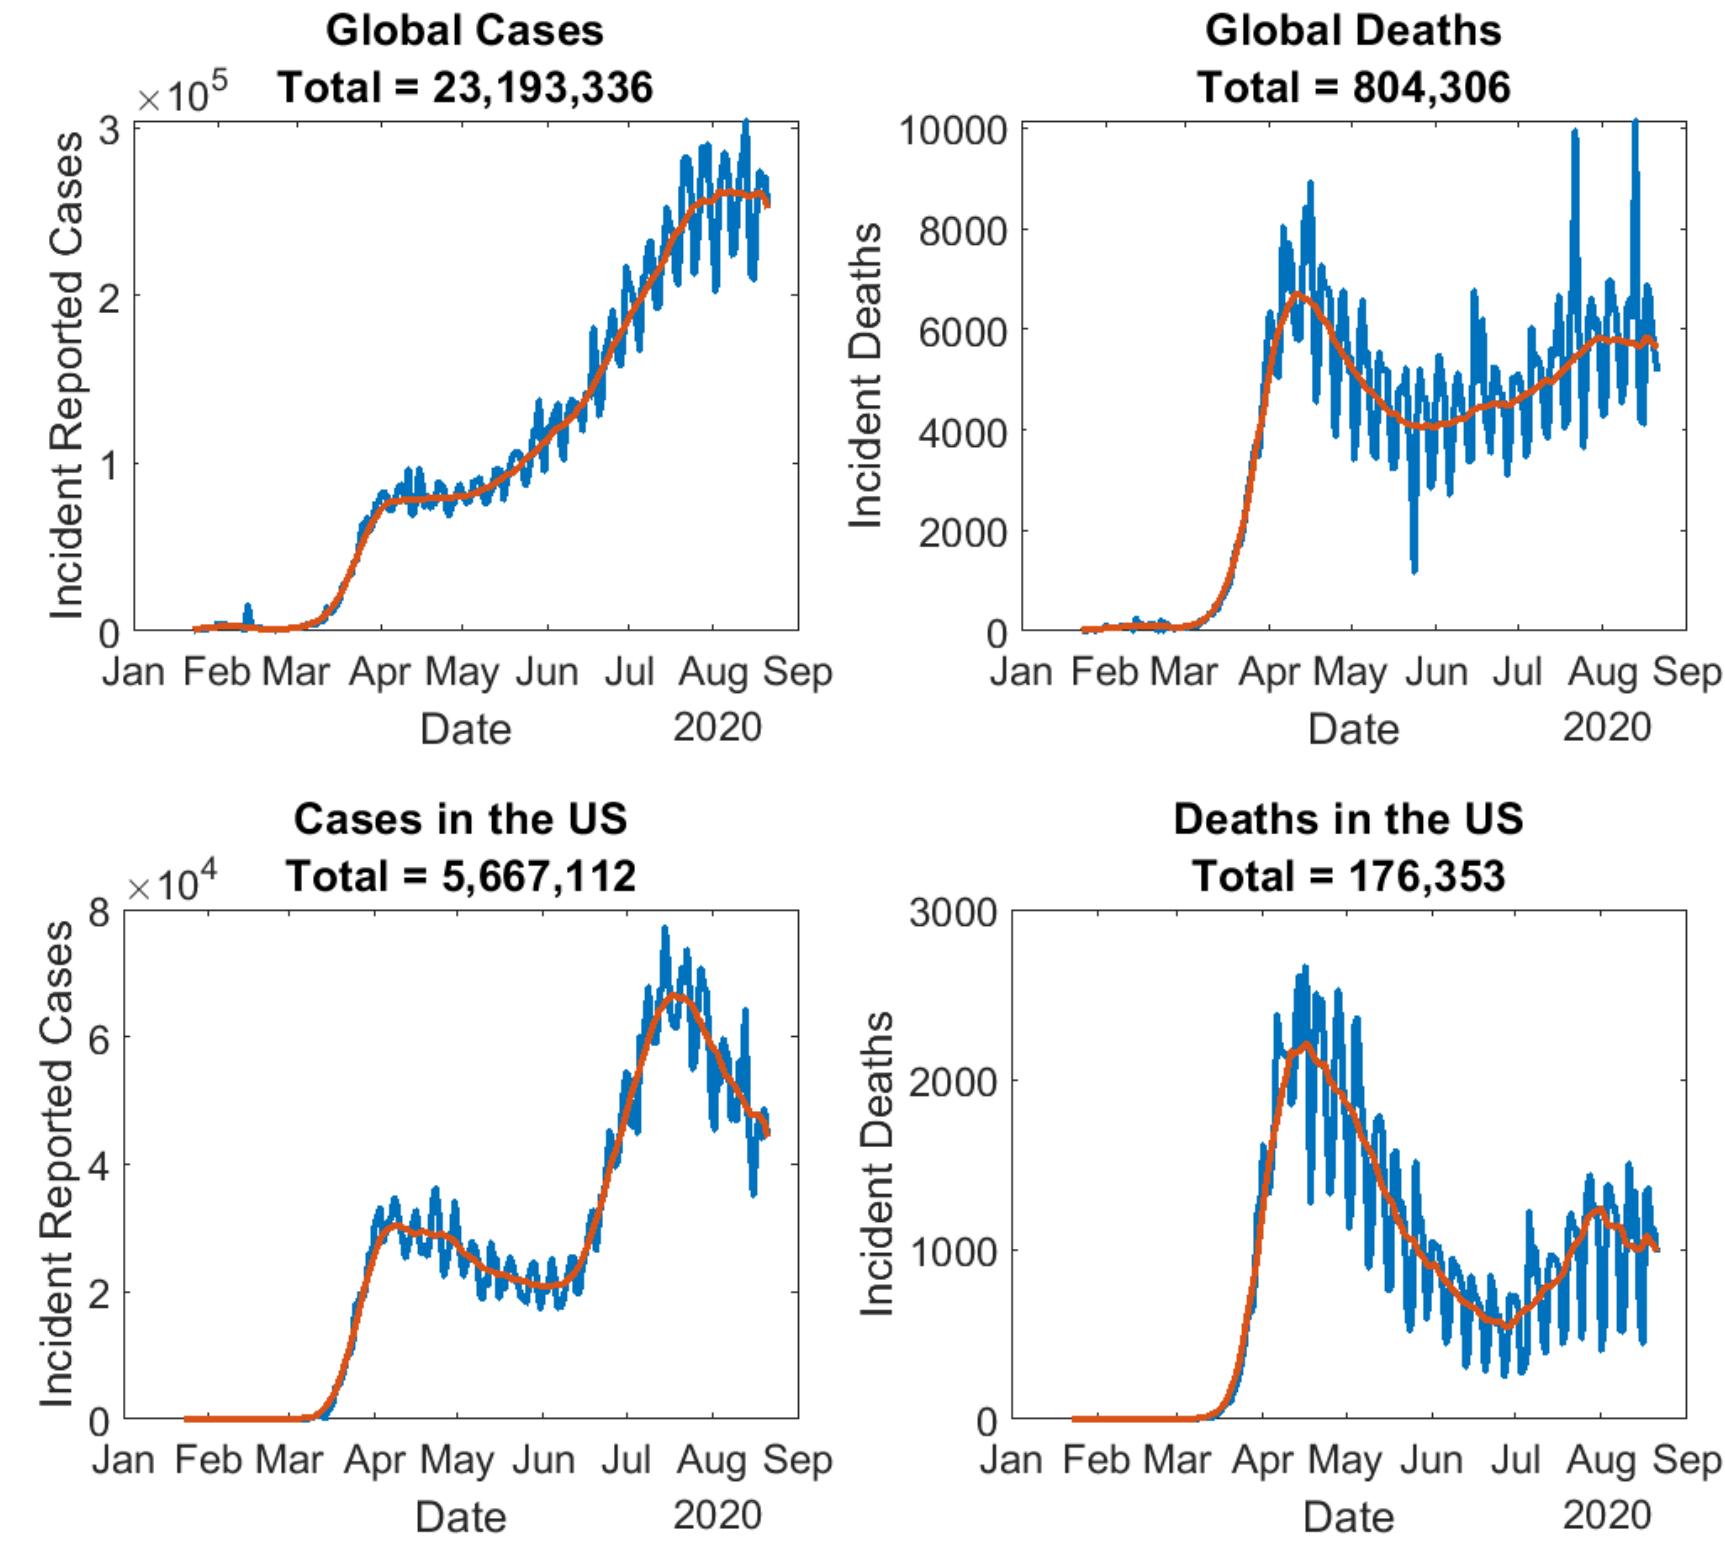 Global Cases
Total = 23,193,336
×10^5
Incident Reported Cases
3
2
1
0
Jan Feb Mar Apr May Jun Jul Aug Sep
Date 2020
Global Deaths
Total = 804,306
Incident Deaths
10000
8000
6000
4000
2000
0
Jan Feb Mar Apr May Jun Jul Aug Sep
Date 2020
Cases in the US
Total = 5,667,112
×10^4
Incident Reported Cases
8
6
4
2
0
Jan Feb Mar Apr May Jun Jul Aug Sep
Date 2020
Deaths in the US
Total = 176,353
Incident Deaths
3000
2000
1000
0
Jan Feb Mar Apr May Jun Jul Aug Sep
Date 2020